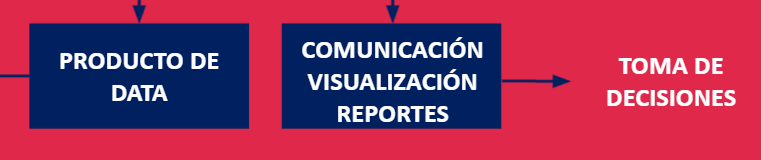 PRODUCTO DE
DATA
COMUNICACIÓN
VISUALIZACIÓN
REPORTES
TOMA DE
DECISIONES